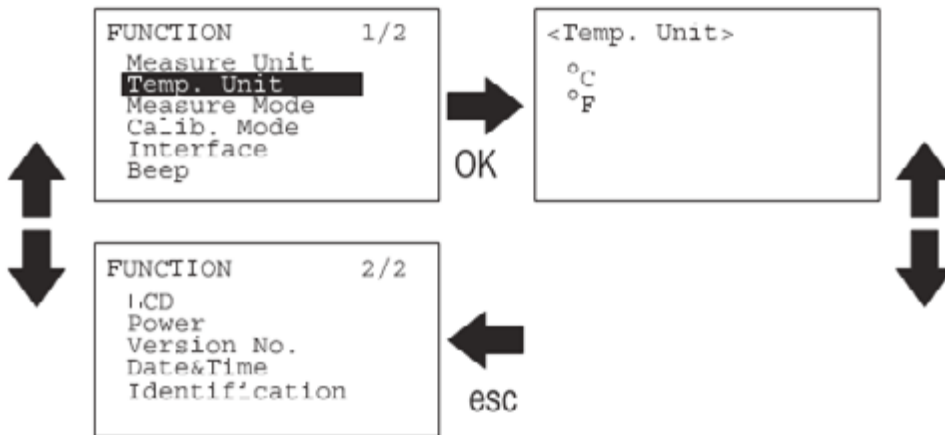 FUNCTION 1/2
Measure Unit
Temp. Unit
Measure Mode
Calib. Mode
Interface
Beep
OK
<Temp. Unit>
°C
°F
FUNCTION 2/2
LCD
Power
Version No.
Date&Time
Identification
esc